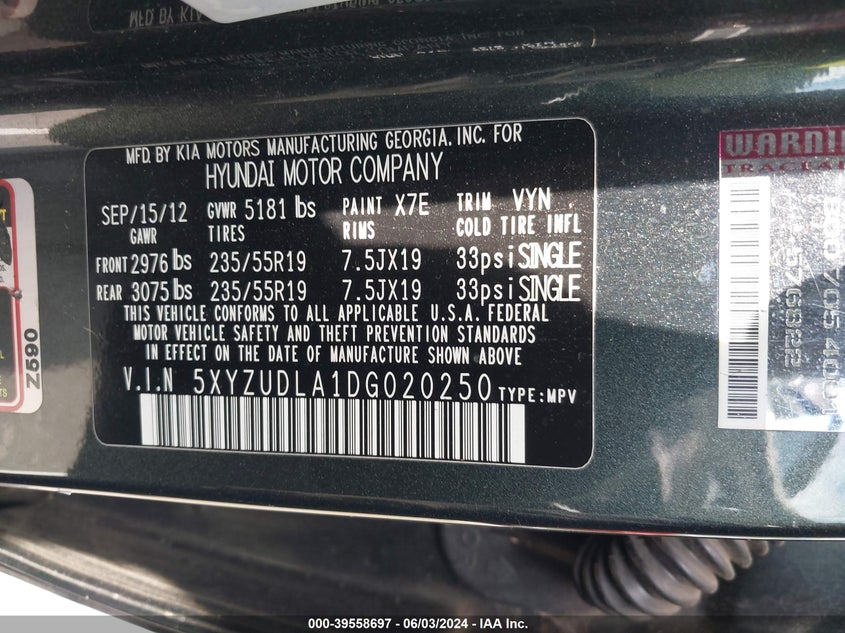 MFD. BY KIA MOTORS MANUFACTURING GEORGIA, INC. FOR
HYUNDAI MOTOR COMPANY
SEP/15/12 GVWR 5181 lbs PAINT X7E TRIM VYN
GAWR TIRES RIMS COLD TIRE INFL
FRONT 2976 lbs 235/55R19 7.5JX19 33psi SINGLE
REAR 3075 lbs 235/55R19 7.5JX19 33psi SINGLE
THIS VEHICLE CONFORMS TO ALL APPLICABLE U.S.A. FEDERAL
MOTOR VEHICLE SAFETY AND THEFT PREVENTION STANDARDS
IN EFFECT ON THE DATE OF MANUFACTURE SHOWN ABOVE.
V.I.N 5XYZUDLA1DG020250 TYPE:MPV
Z590
000-39558697 - 06/03/2024 - IAA Inc.